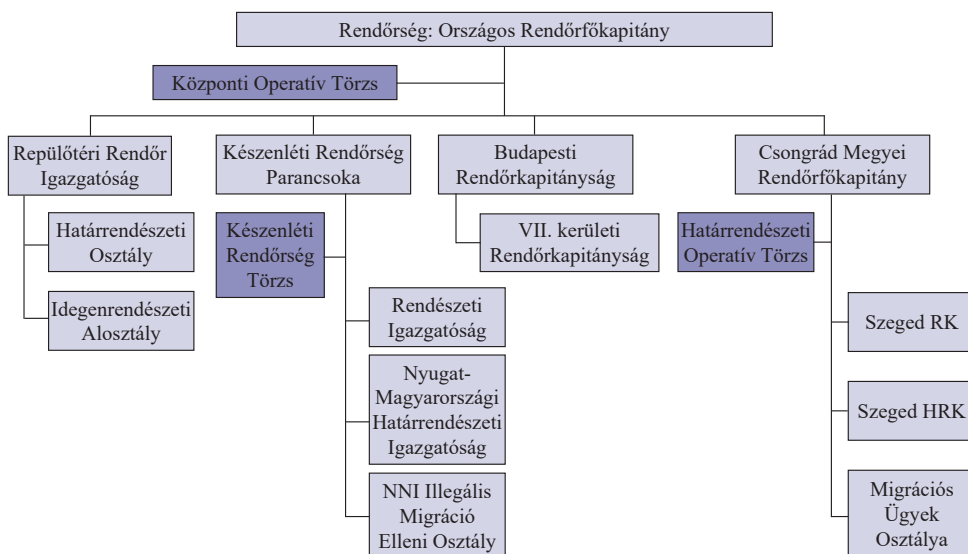 Rendőrség: Országos Rendőrfőkapitány
Központi Operatív Törzs
Repülőtéri Rendőr
Igazgatóság
Határrendészeti
Osztály
Idegenrendészeti
Alosztály
Készenléti Rendőrség
Parancsoka
Készenléti
Rendőrség
Törzs
Rendészeti
Igazgatóság
Nyugat-
Magyarországi
Határrendészeti
Igazgatóság
NNI Illegális
Migráció
Elleni Osztály
Budapesti
Rendőrkapitányság
VII. kerületi
Rendőrkapitányság
Csongrád Megyei
Rendőrfőkapitány
Határrendészeti
Operatív Törzs
Szeged RK
Szeged HRK
Migrációs
Ügyek
Osztálya